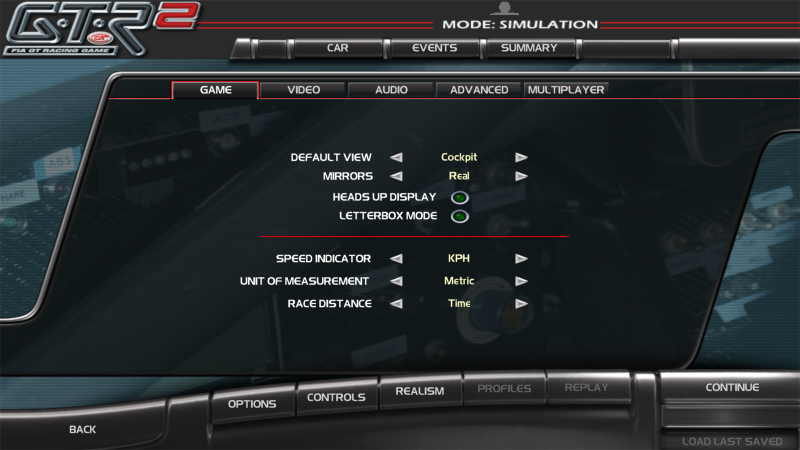 GTR2
FIA GT RACING GAME
MODE: SIMULATION
CAR
EVENTS
SUMMARY
GAME
VIDEO
AUDIO
ADVANCED
MULTIPLAYER
ABS
DEFAULT VIEW Cockpit
MIRRORS Real
HEADS UP DISPLAY
LETTERBOX MODE
SPEED INDICATOR KPH
UNIT OF MEASUREMENT Metric
RACE DISTANCE Time
BACK
OPTIONS
CONTROLS
REALISM
PROFILES
REPLAY
CONTINUE
LOAD LAST SAVED